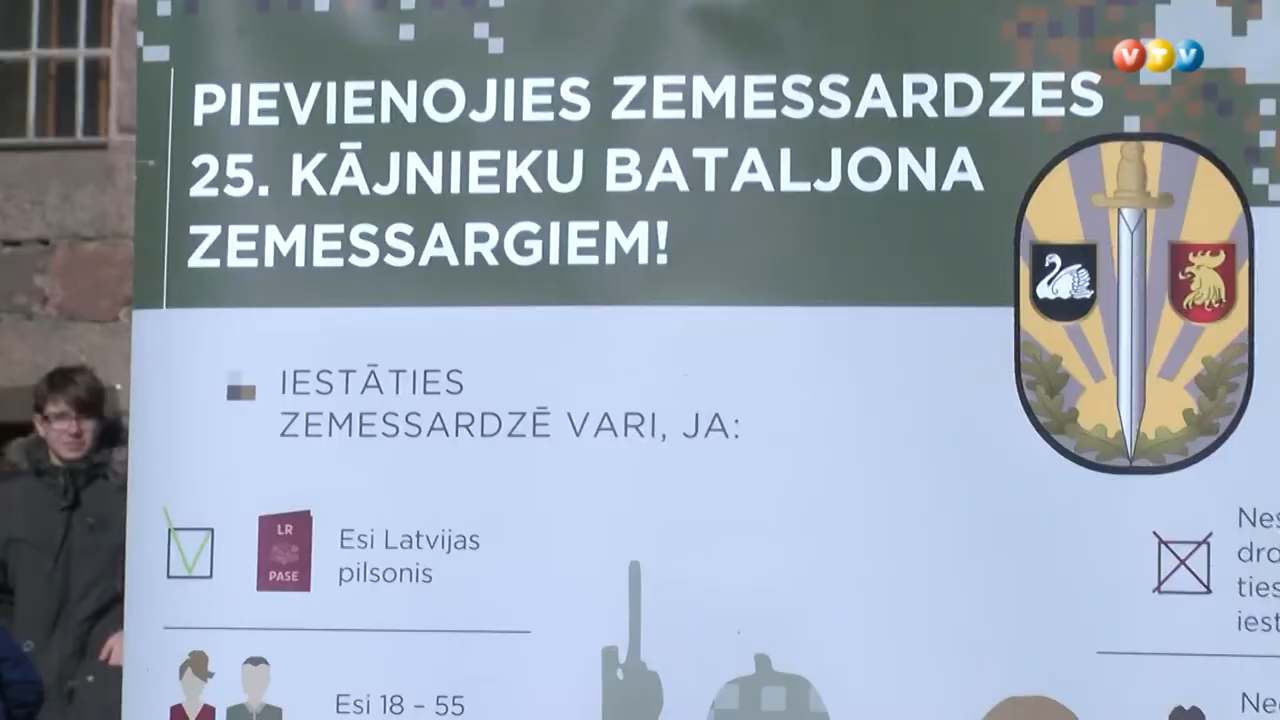 VTV
PIEVIENOJIES ZEMESSARDZES
25. KĀJNIEKU BATALJONA
ZEMESSARGIEM!
IESTĀTIES
ZEMESSARDZĒ VARI, JA:
LR
PASE
Esi Latvijas
pilsonis
Esi 18 – 55